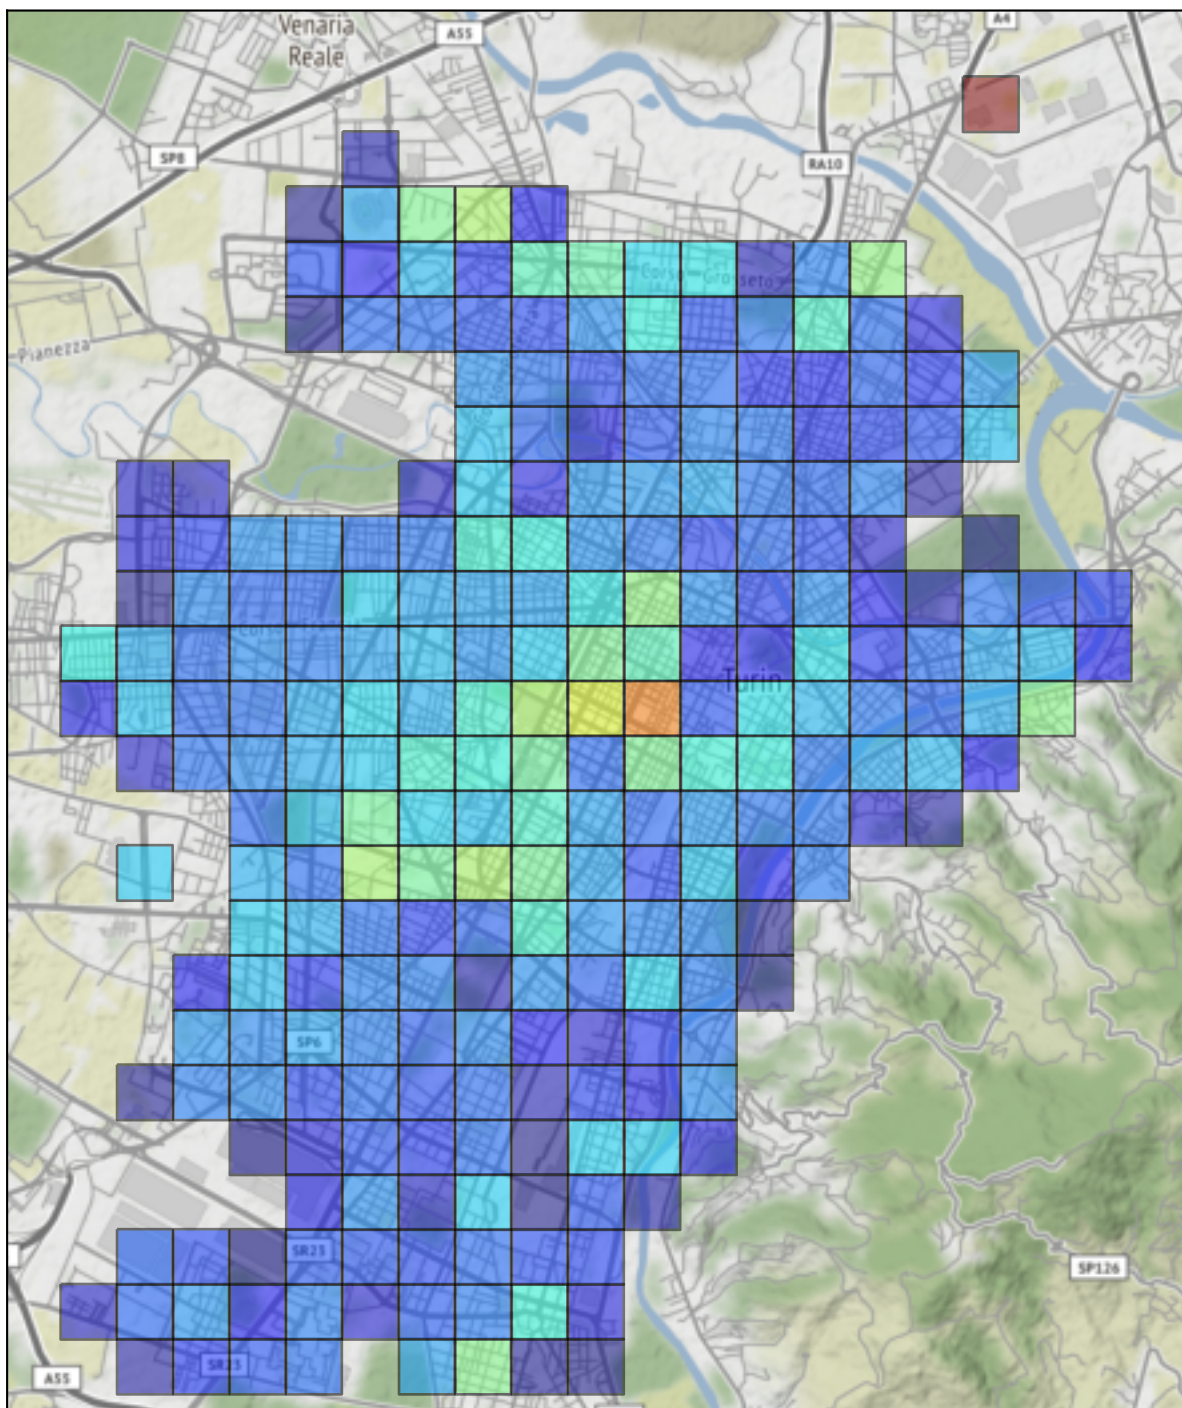 A4
Venaria
Reale
A55
SP8
RA10
Corso Grosseto
Pianezza
Turin
SP6
SR23
SP126
SR23
A55